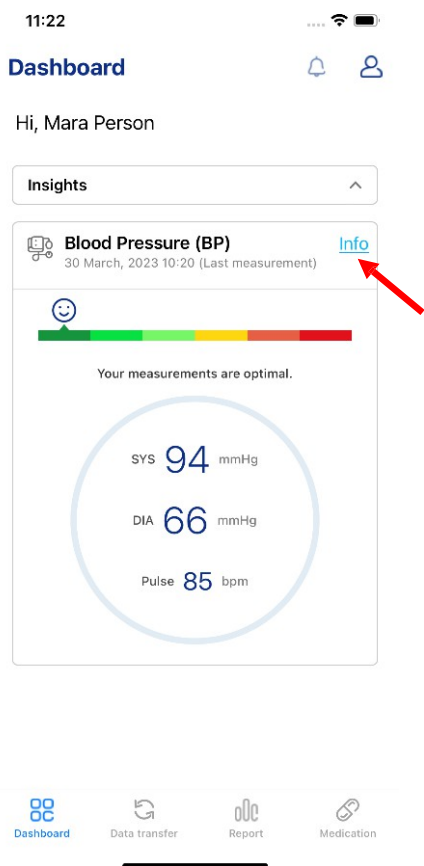 11:22
Dashboard
Hi, Mara Person
Insights
Blood Pressure (BP)
Info
30 March, 2023 10:20 (Last measurement)
Your measurements are optimal.
SYS 94 mmHg
DIA 66 mmHg
Pulse 85 bpm
Dashboard Data transfer Report Medication